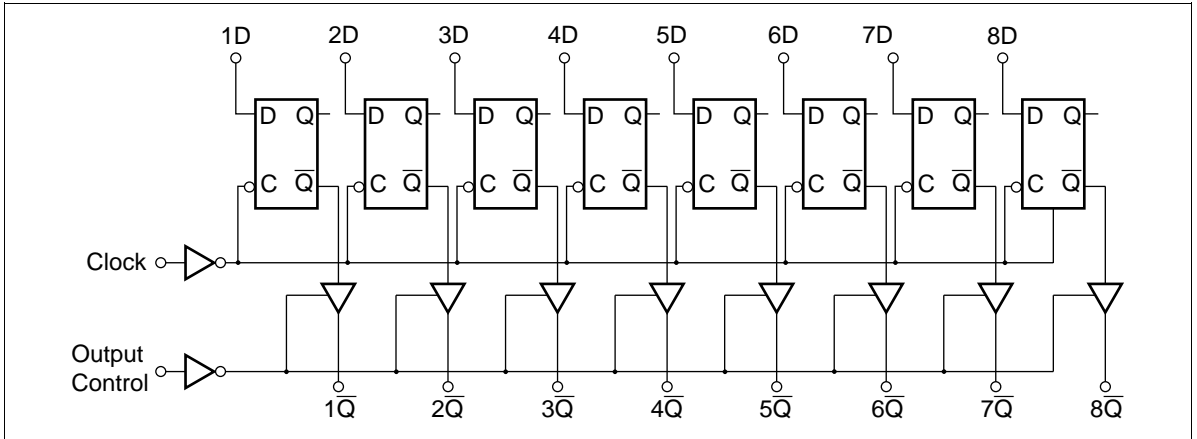 1D 2D 3D 4D 5D 6D 7D 8D
D Q D Q D Q D Q D Q D Q D Q D Q
C Q̅ C Q̅ C Q̅ C Q̅ C Q̅ C Q̅ C Q̅ C Q̅
Clock
Output
Control
1Q̅ 2Q̅ 3Q̅ 4Q̅ 5Q̅ 6Q̅ 7Q̅ 8Q̅